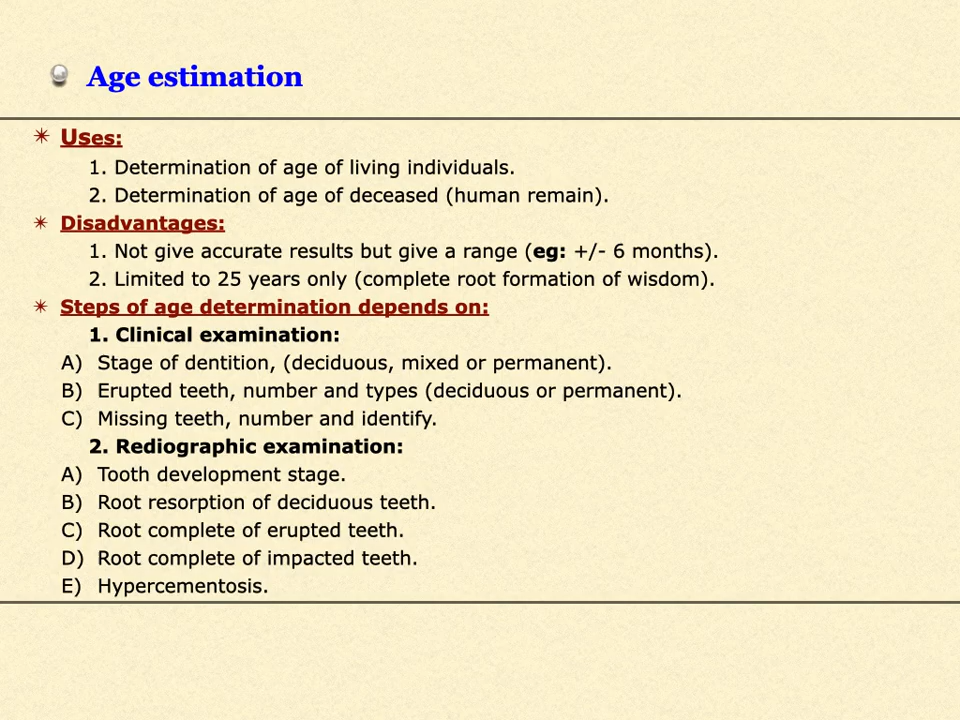 Age estimation
Uses:
1. Determination of age of living individuals.
2. Determination of age of deceased (human remain).
Disadvantages:
1. Not give accurate results but give a range (eg: +/- 6 months).
2. Limited to 25 years only (complete root formation of wisdom).
Steps of age determination depends on:
1. Clinical examination:
A) Stage of dentition, (deciduous, mixed or permanent).
B) Erupted teeth, number and types (deciduous or permanent).
C) Missing teeth, number and identify.
2. Rediographic examination:
A) Tooth development stage.
B) Root resorption of deciduous teeth.
C) Root complete of erupted teeth.
D) Root complete of impacted teeth.
E) Hypercementosis.